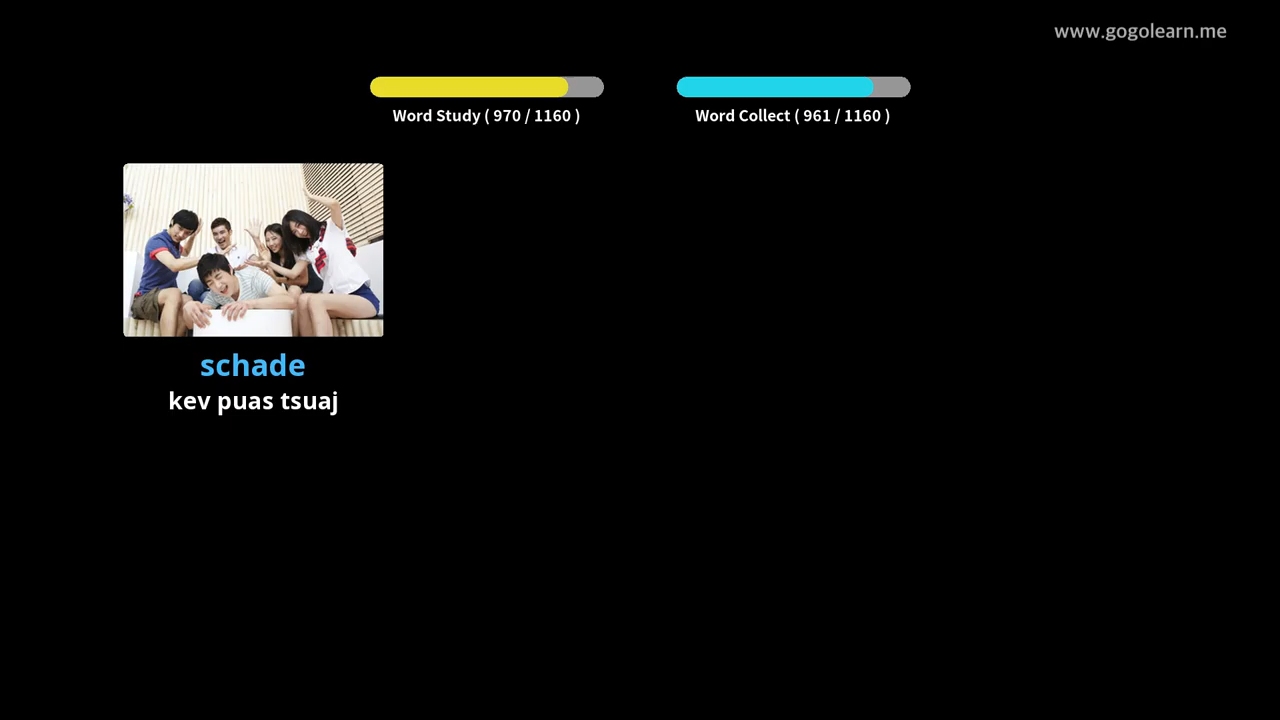 www.gogolearn.me
Word Study ( 970 / 1160 )
Word Collect ( 961 / 1160 )
schade
kev puas tsuaj